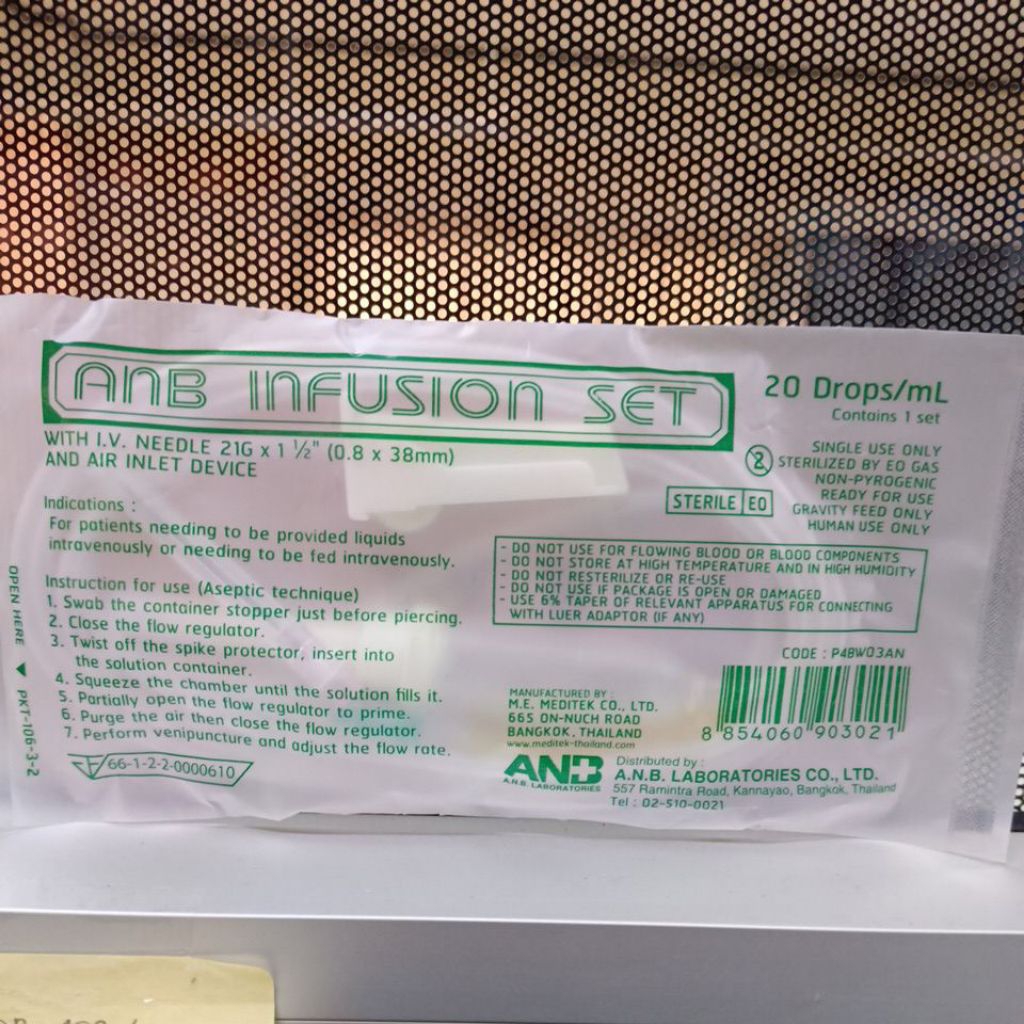 ANB INFUSION SET
WITH I.V. NEEDLE 21G x 1 ½" (0.8 x 38mm)
AND AIR INLET DEVICE
20 Drops/mL
Contains 1 set
2
SINGLE USE ONLY
STERILIZED BY EO GAS
NON-PYROGENIC
READY FOR USE
GRAVITY FEED ONLY
HUMAN USE ONLY
STERILE EO
Indications :
For patients needing to be provided liquids
intravenously or needing to be fed intravenously.
- DO NOT USE FOR FLOWING BLOOD OR BLOOD COMPONENTS
- DO NOT STORE AT HIGH TEMPERATURE AND IN HIGH HUMIDITY
- DO NOT RESTERILIZE OR RE-USE
- DO NOT USE IF PACKAGE IS OPEN OR DAMAGED
- USE 6% TAPER OF RELEVANT APPARATUS FOR CONNECTING
WITH LUER ADAPTOR (IF ANY)
Instruction for use (Aseptic technique)
1. Swab the container stopper just before piercing.
2. Close the flow regulator.
3. Twist off the spike protector, insert into
the solution container.
4. Squeeze the chamber until the solution fills it.
5. Partially open the flow regulator to prime.
6. Purge the air then close the flow regulator.
7. Perform venipuncture and adjust the flow rate.
66-1-2-2-0000610
OPEN HERE
PKT-106-3-2
CODE : P4BW03AN
8 854060 903021
MANUFACTURED BY :
M.E. MEDITEK CO., LTD.
665 ON-NUCH ROAD
BANGKOK, THAILAND
www.meditek-thailand.com
ANB
A.N.B. LABORATORIES
Distributed by :
A.N.B. LABORATORIES CO., LTD.
557 Ramintra Road, Kannayao, Bangkok, Thailand
Tel : 02-510-0021